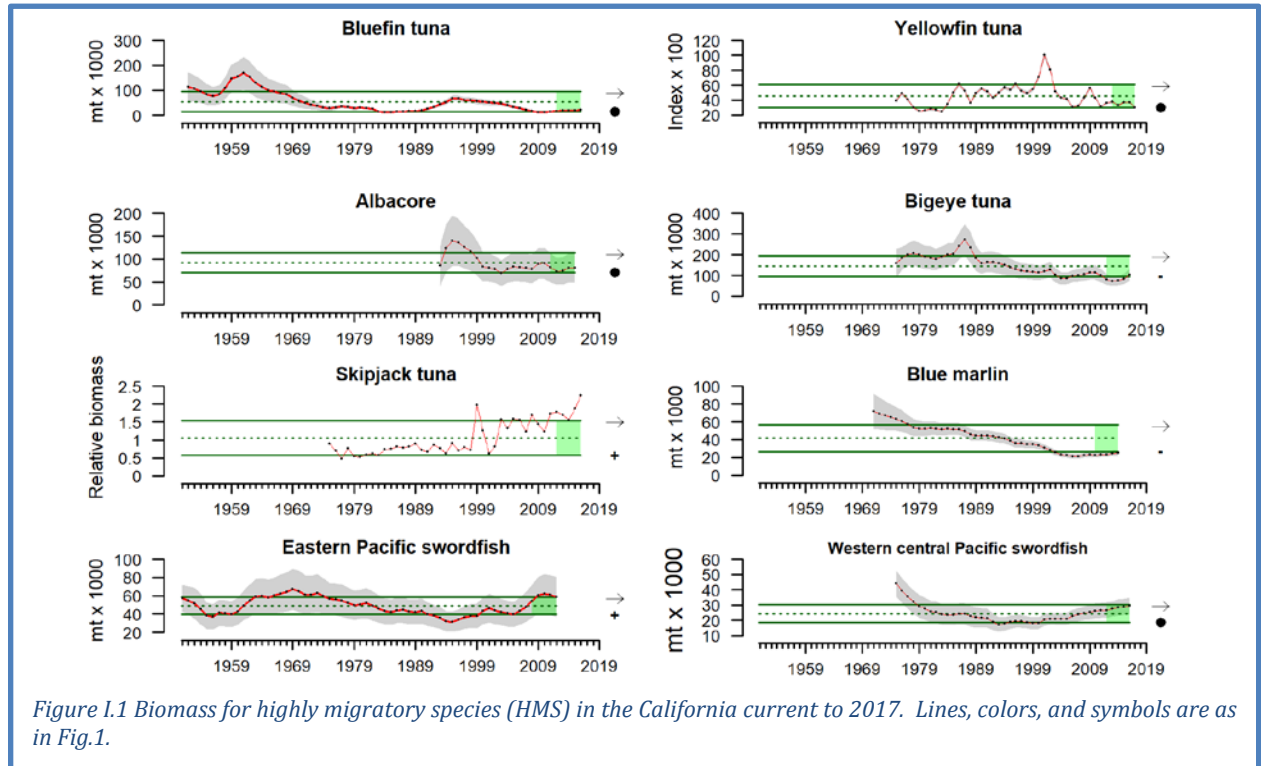 Bluefin tuna
mt x 1000
300
200
100
0
1959 1969 1979 1989 1999 2009 2019
Yellowfin tuna
Index x 100
120
100
80
60
40
20
1959 1969 1979 1989 1999 2009 2019
Albacore
mt x 1000
200
150
100
50
0
1959 1969 1979 1989 1999 2009 2019
Bigeye tuna
mt x 1000
400
300
200
100
0
1959 1969 1979 1989 1999 2009 2019
Skipjack tuna
Relative biomass
2.5
2
1.5
1
0.5
0
+
1959 1969 1979 1989 1999 2009 2019
Blue marlin
mt x 1000
100
80
60
40
20
0
-
1959 1969 1979 1989 1999 2009 2019
Eastern Pacific swordfish
mt x 1000
100
80
60
40
20
+
1959 1969 1979 1989 1999 2009 2019
Western central Pacific swordfish
mt x 1000
60
50
40
30
20
10
1959 1969 1979 1989 1999 2009 2019
Figure I.1 Biomass for highly migratory species (HMS) in the California current to 2017. Lines, colors, and symbols are as
in Fig.1.